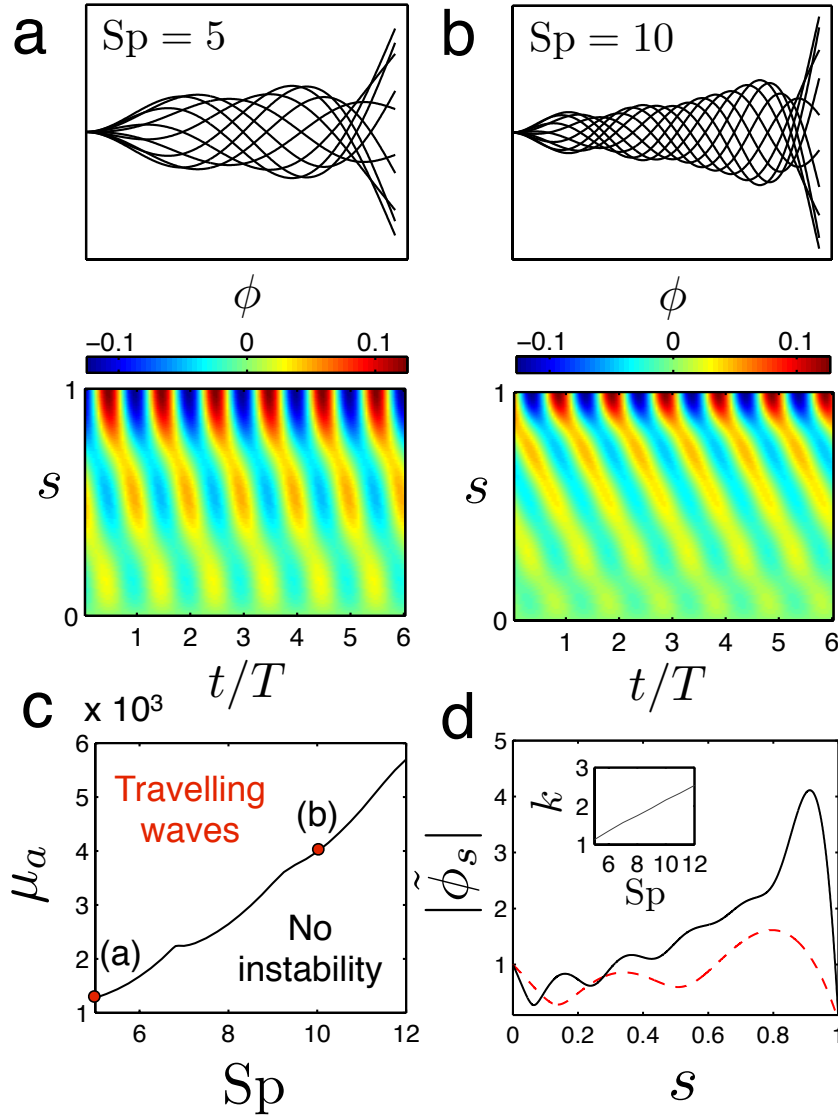 a
Sp = 5
b
Sp = 10
ϕ
−0.1 0 0.1
ϕ
−0.1 0 0.1
1
s
0
1 2 3 4 5 6
t/T
1
s
0
1 2 3 4 5 6
t/T
c
x 10³
6
5
4
3
2
1
μₐ
Travelling
waves
(b)
(a)
No
instability
6 8 10 12
Sp
d
5
4
3
2
1
|ϕ̃ₛ|
3
2
1
k
6 8 10 12
Sp
0 0.2 0.4 0.6 0.8 1
s